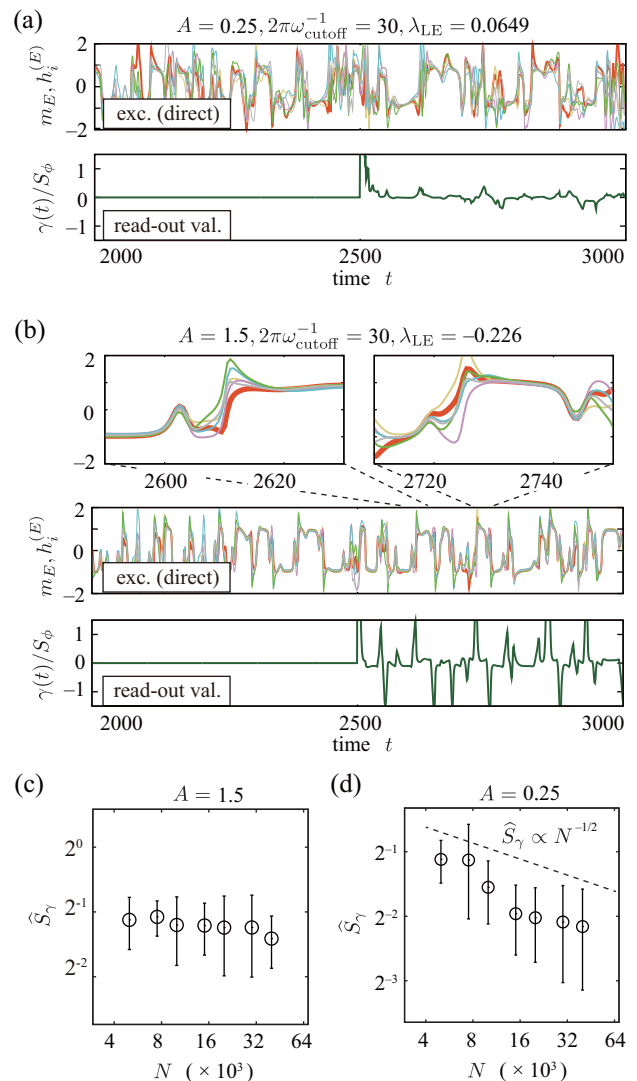 (a)
A = 0.25, 2πω⁻¹cutoff = 30, λLE = 0.0649
mE, hi(E)
2
0
−2
exc. (direct)
γ(t)/Sϕ
1
0
−1
read-out val.
2000 2500 3000
time t
(b)
A = 1.5, 2πω⁻¹cutoff = 30, λLE = −0.226
2
0
−2
2600 2620
2720 2740
mE, hi(E)
2
0
−2
exc. (direct)
γ(t)/Sϕ
1
0
−1
read-out val.
2000 2500 3000
time t
(c)
A = 1.5
Ŝγ
2⁰
2⁻¹
2⁻²
4 8 16 32 64
N ( × 10³)
(d)
A = 0.25
Ŝγ ∝ N⁻¹/²
Ŝγ
2⁻¹
2⁻²
2⁻³
4 8 16 32 64
N ( × 10³)